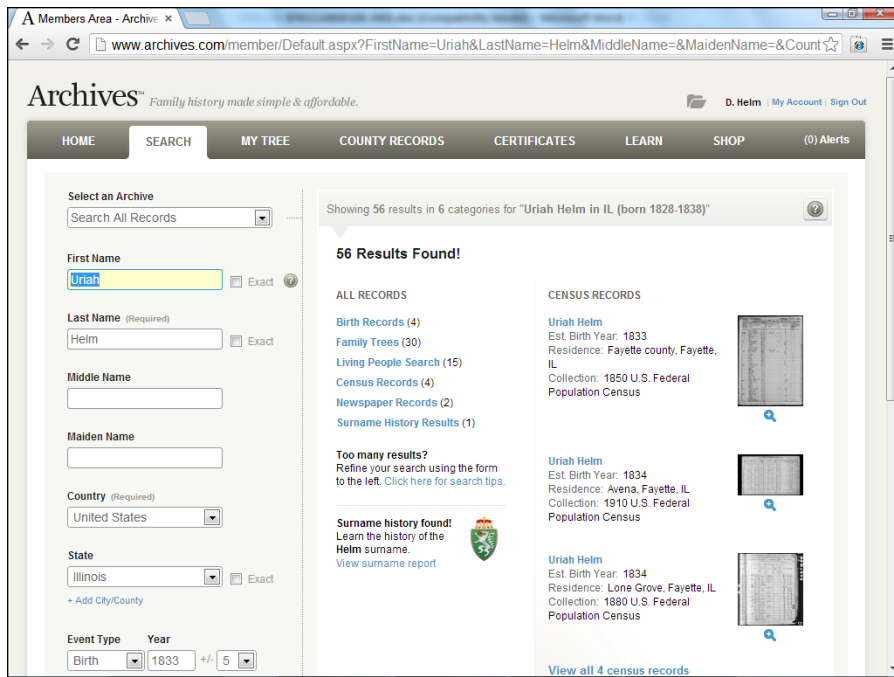 Members Area - Archive ×
www.archives.com/member/Default.aspx?FirstName=Uriah&LastName=Helm&MiddleName=&MaidenName=&Count
Archives™ Family history made simple & affordable.
D. Helm | My Account | Sign Out
HOME SEARCH MY TREE COUNTY RECORDS CERTIFICATES LEARN SHOP (0) Alerts
Select an Archive
Search All Records
First Name
Uriah Exact
Last Name (Required)
Helm Exact
Middle Name
Maiden Name
Country (Required)
United States
State
Illinois Exact
+ Add City/County
Event Type Year
Birth 1833 +/- 5
Showing 56 results in 6 categories for "Uriah Helm in IL (born 1828-1838)"
56 Results Found!
ALL RECORDS
Birth Records (4)
Family Trees (30)
Living People Search (15)
Census Records (4)
Newspaper Records (2)
Surname History Results (1)
Too many results?
Refine your search using the form
to the left. Click here for search tips.
Surname history found!
Learn the history of the
Helm surname.
View surname report
CENSUS RECORDS
Uriah Helm
Est. Birth Year: 1833
Residence: Fayette county, Fayette,
IL
Collection: 1850 U.S. Federal
Population Census
Uriah Helm
Est. Birth Year: 1834
Residence: Avena, Fayette, IL
Collection: 1910 U.S. Federal
Population Census
Uriah Helm
Est. Birth Year: 1834
Residence: Lone Grove, Fayette, IL
Collection: 1880 U.S. Federal
Population Census
View all 4 census records